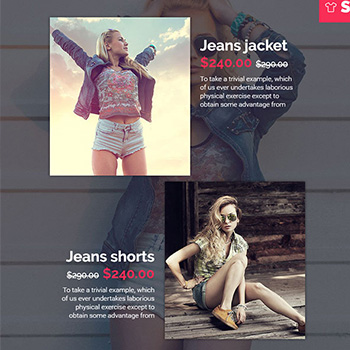 S
Jeans jacket
$240.00 $290.00
To take a trivial example, which
of us ever undertakes laborious
physical exercise except to
obtain some advantage from
Jeans shorts
$290.00 $240.00
To take a trivial example, which
of us ever undertakes laborious
physical exercise except to
obtain some advantage from